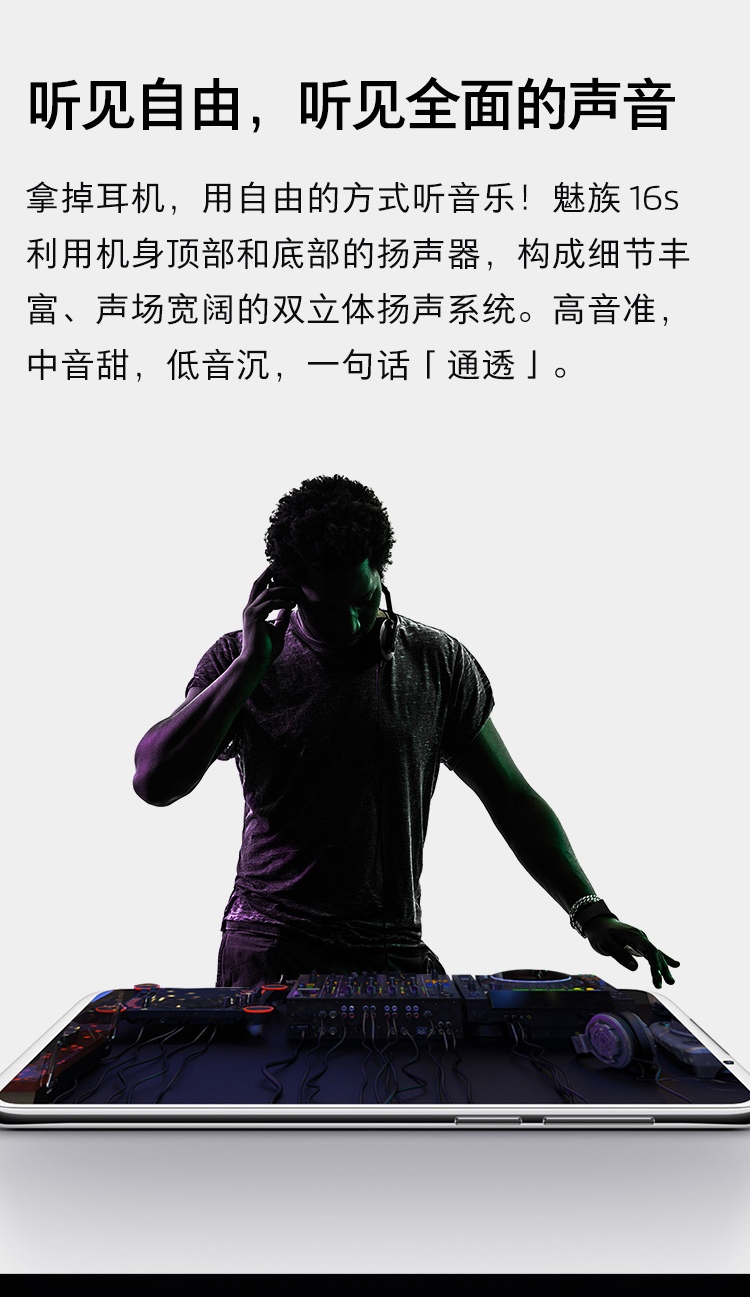 听见自由，听见全面的声音
拿掉耳机，用自由的方式听音乐！魅族 16s
利用机身顶部和底部的扬声器，构成细节丰
富、声场宽阔的双立体扬声系统。高音准，
中音甜，低音沉，一句话「通透」。